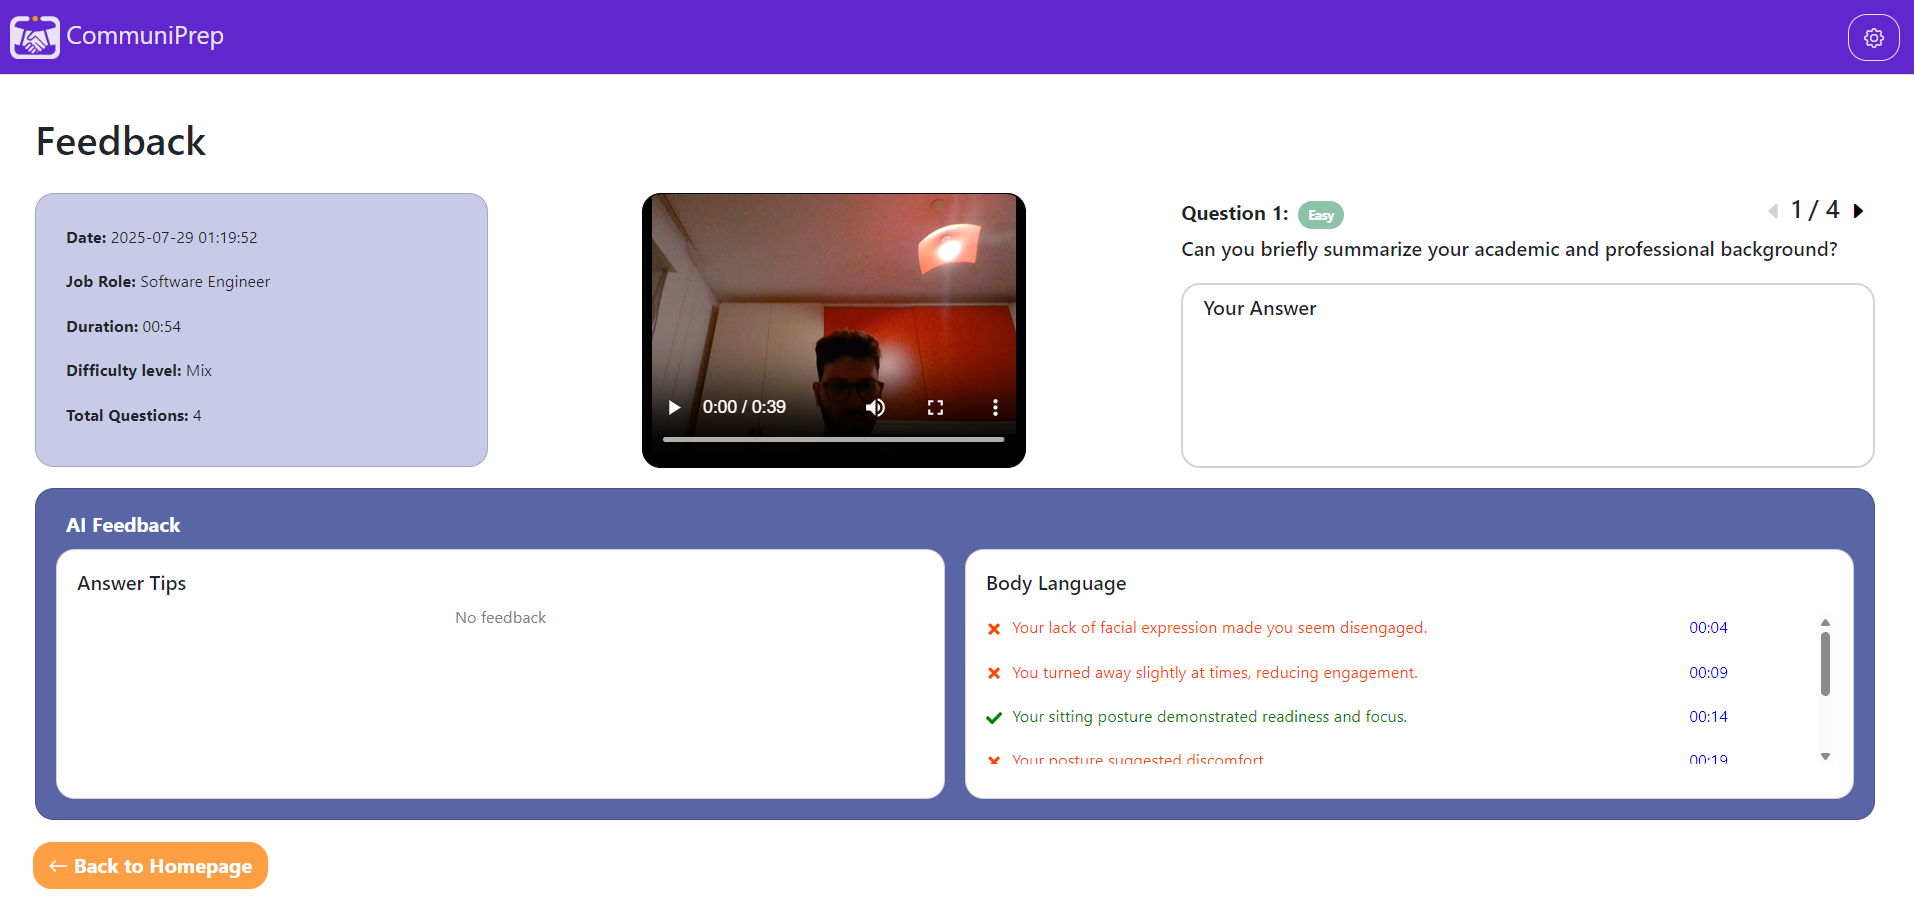 CommuniPrep
Feedback
Date: 2025-07-29 01:19:52
Job Role: Software Engineer
Duration: 00:54
Difficulty level: Mix
Total Questions: 4
0:00 / 0:39
Question 1: Easy
1 / 4
Can you briefly summarize your academic and professional background?
Your Answer
AI Feedback
Answer Tips
No feedback
Body Language
Your lack of facial expression made you seem disengaged. 00:04
You turned away slightly at times, reducing engagement. 00:09
Your sitting posture demonstrated readiness and focus. 00:14
Your posture suggested discomfort 00:19
← Back to Homepage